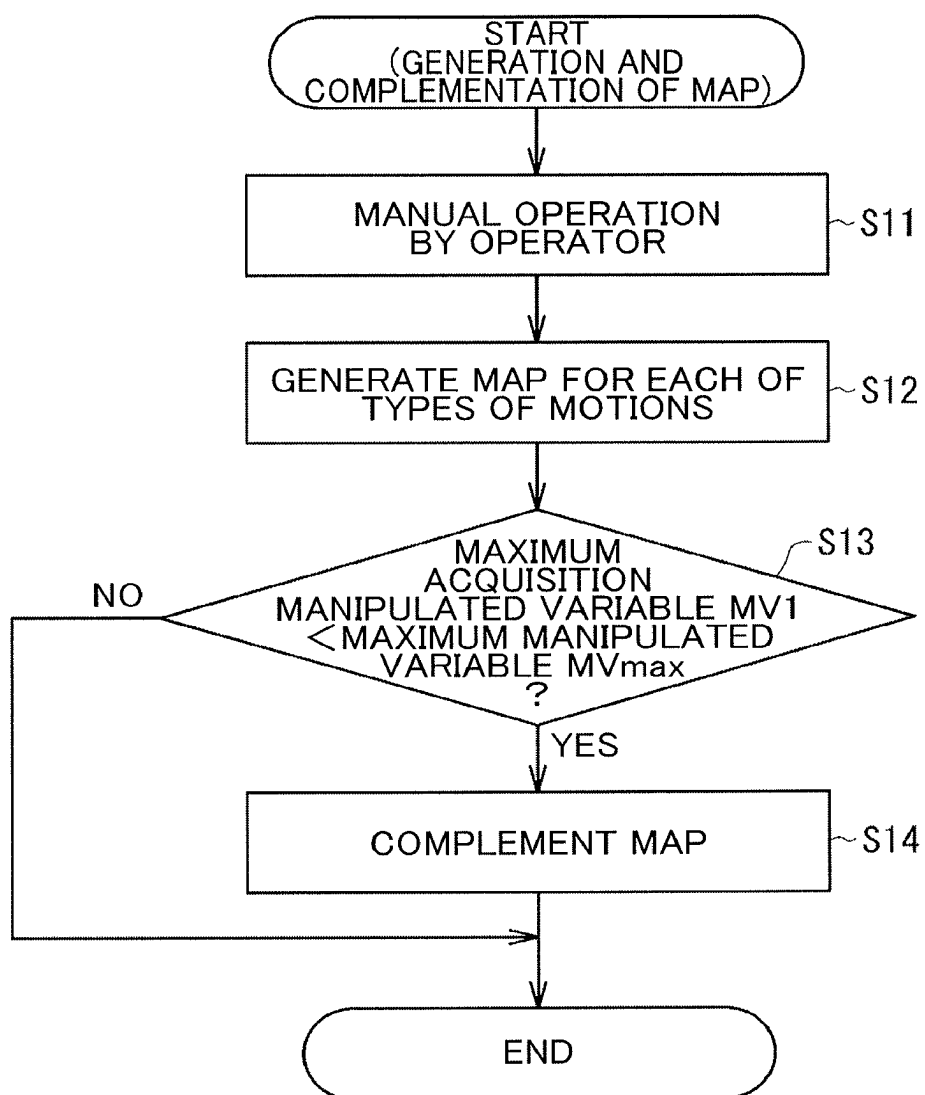 START
(GENERATION AND
COMPLEMENTATION OF MAP)
MANUAL OPERATION
BY OPERATOR
S11
GENERATE MAP FOR EACH OF
TYPES OF MOTIONS
S12
S13
MAXIMUM
ACQUISITION
MANIPULATED VARIABLE MV1
<MAXIMUM MANIPULATED
VARIABLE MVmax
?
NO
YES
COMPLEMENT MAP
S14
END